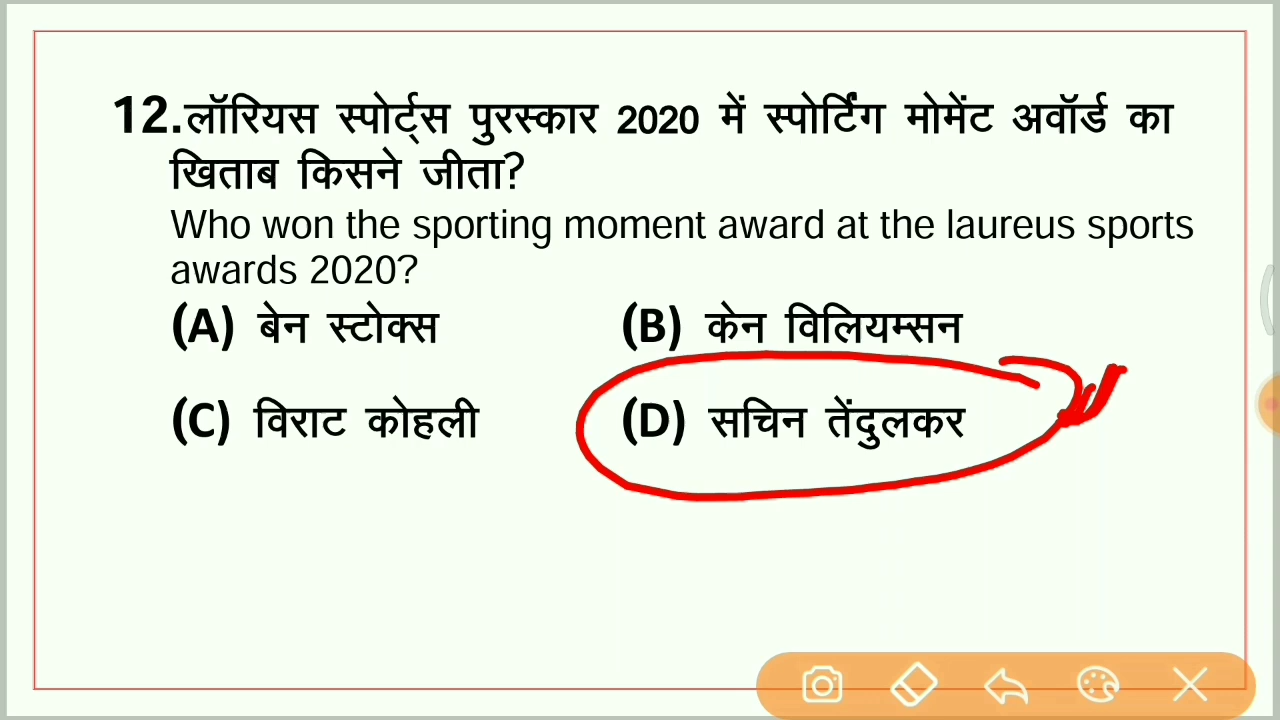 12.लॉरियस स्पोर्ट्स पुरस्कार 2020 में स्पोर्टिंग मोमेंट अवॉर्ड का
खिताब किसने जीता?
Who won the sporting moment award at the laureus sports
awards 2020?
(A) बेन स्टोक्स (B) केन विलियम्सन
(C) विराट कोहली (D) सचिन तेंदुलकर